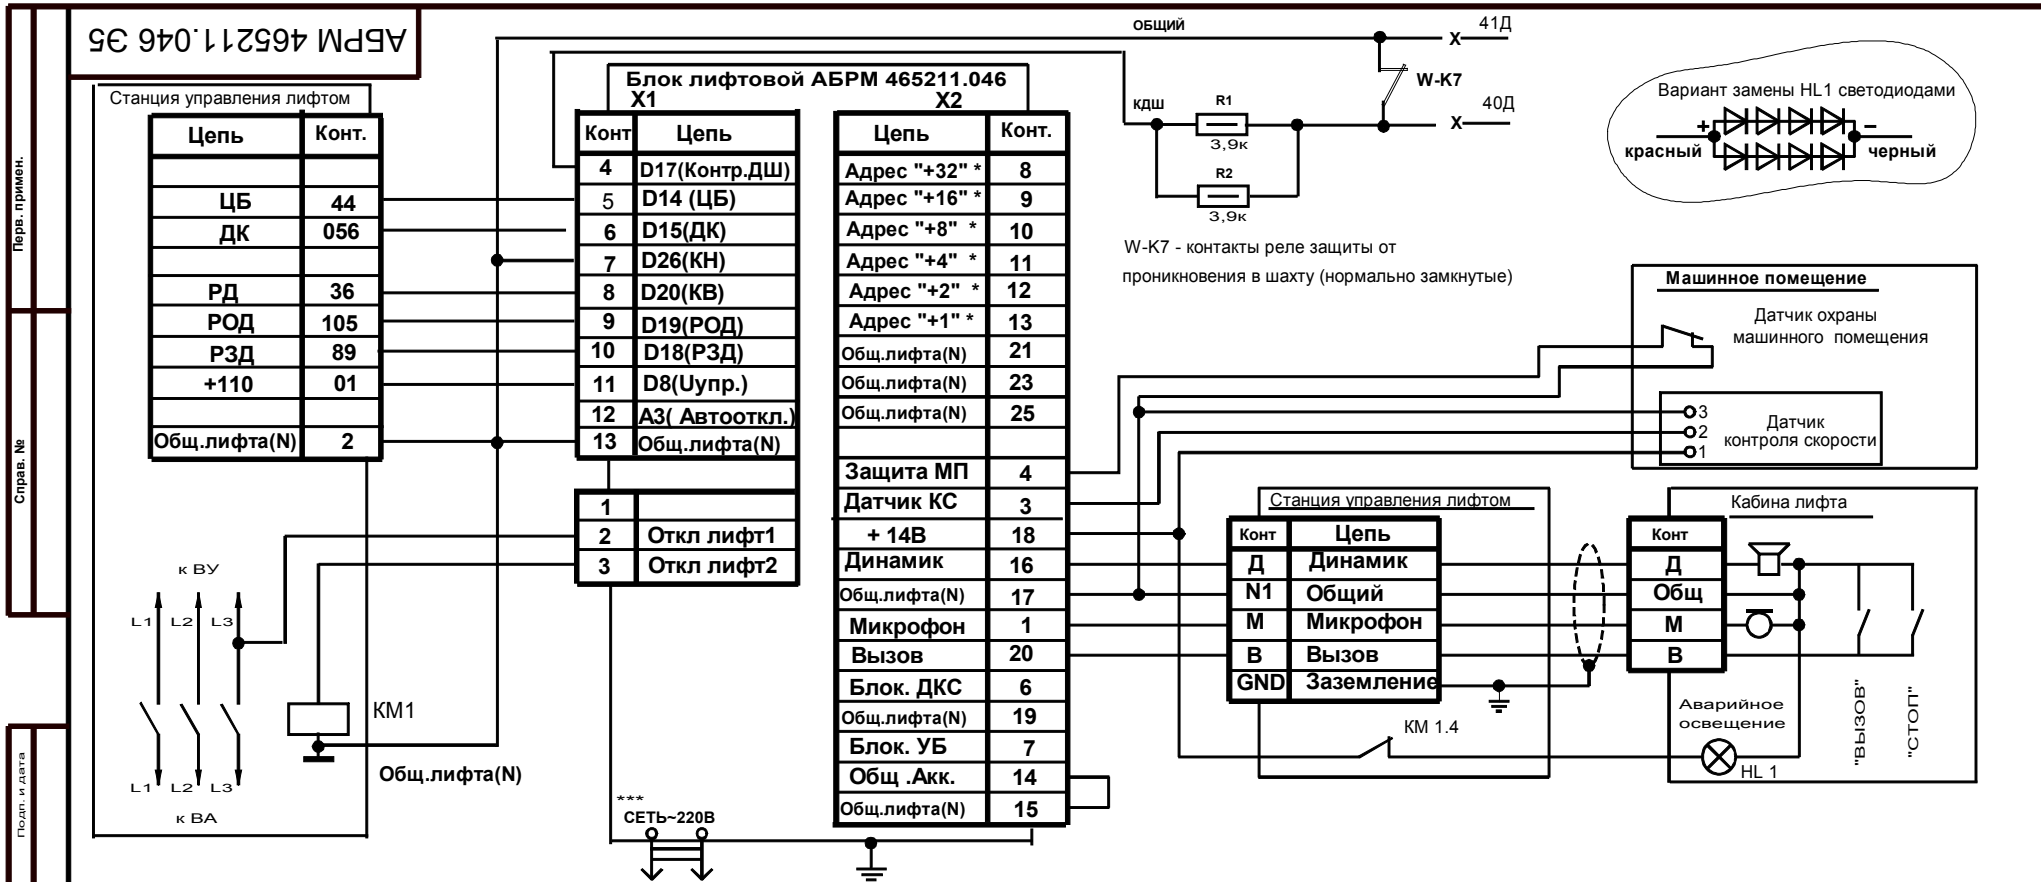 АБРМ 465211.046 Э5
Перв. примен.
Справ. №
Подп. и дата
Станция управления лифтом
Цепь Конт.
ЦБ 44
ДК 056
РД 36
РОД 105
РЗД 89
+110 01
Общ.лифта(N) 2
к ВУ
L1 L2 L3
L1 L2 L3
к ВА
КМ1
Общ.лифта(N)
Блок лифтовой АБРМ 465211.046
X1 X2
Конт Цепь
4 D17(Контр.ДШ)
5 D14 (ЦБ)
6 D15(ДК)
7 D26(КН)
8 D20(КВ)
9 D19(РОД)
10 D18(РЗД)
11 D8(Uупр.)
12 А3( Автооткл.)
13 Общ.лифта(N)
1
2 Откл лифт1
3 Откл лифт2
***
СЕТЬ~220В
Цепь Конт.
Адрес "+32" * 8
Адрес "+16" * 9
Адрес "+8" * 10
Адрес "+4" * 11
Адрес "+2" * 12
Адрес "+1" * 13
Общ.лифта(N) 21
Общ.лифта(N) 23
Общ.лифта(N) 25
Защита МП 4
Датчик КС 3
+ 14В 18
Динамик 16
Общ.лифта(N) 17
Микрофон 1
Вызов 20
Блок. ДКС 6
Общ.лифта(N) 19
Блок. УБ 7
Общ .Акк. 14
Общ.лифта(N) 15
ОБЩИЙ
X 41Д
W-K7
КДШ
R1
3,9к
R2
3,9к
X 40Д
W-K7 - контакты реле защиты от
проникновения в шахту (нормально замкнутые)
Вариант замены HL1 светодиодами
+ −
красный черный
Машинное помещение
Датчик охраны
машинного помещения
3
2
1
Датчик
контроля скорости
Станция управления лифтом
Конт Цепь
Д Динамик
N1 Общий
М Микрофон
В Вызов
GND Заземление
КМ 1.4
Кабина лифта
Конт
Д
Общ
М
В
Аварийное
освещение
HL 1
"ВЫЗОВ"
"СТОП"